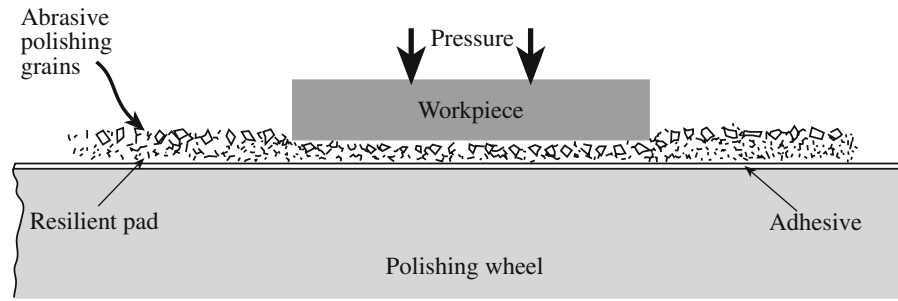 Abrasive
polishing
grains
Pressure
Workpiece
Resilient pad
Adhesive
Polishing wheel